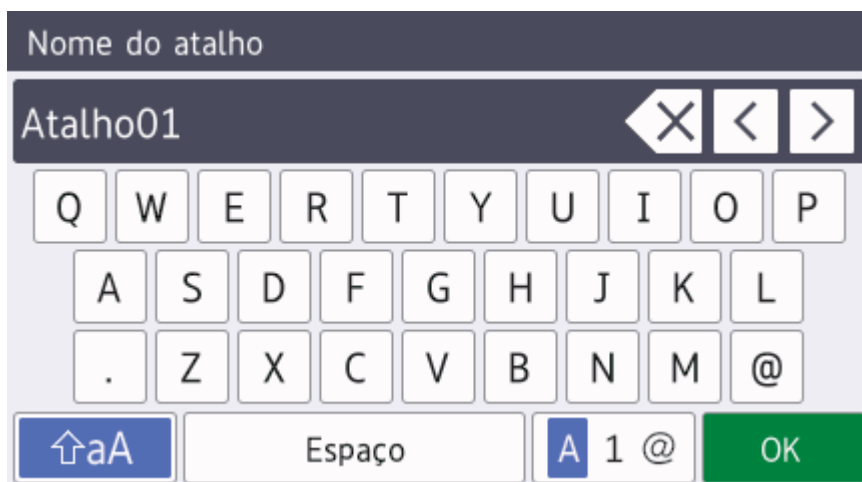 Nome do atalho
Atalho01
Q W E R T Y U I O P
A S D F G H J K L
. Z X C V B N M @
aA Espaço A 1 @ OK